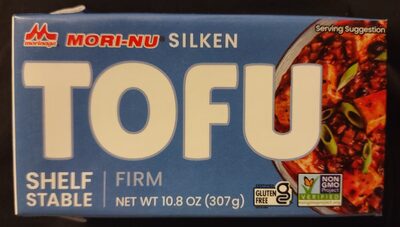 morinaga MORI-NU SILKEN
Serving Suggestion
TOFU
SHELF STABLE
FIRM
NET WT 10.8 OZ (307g)
GLUTEN FREE
NON GMO Project
VERIFIED